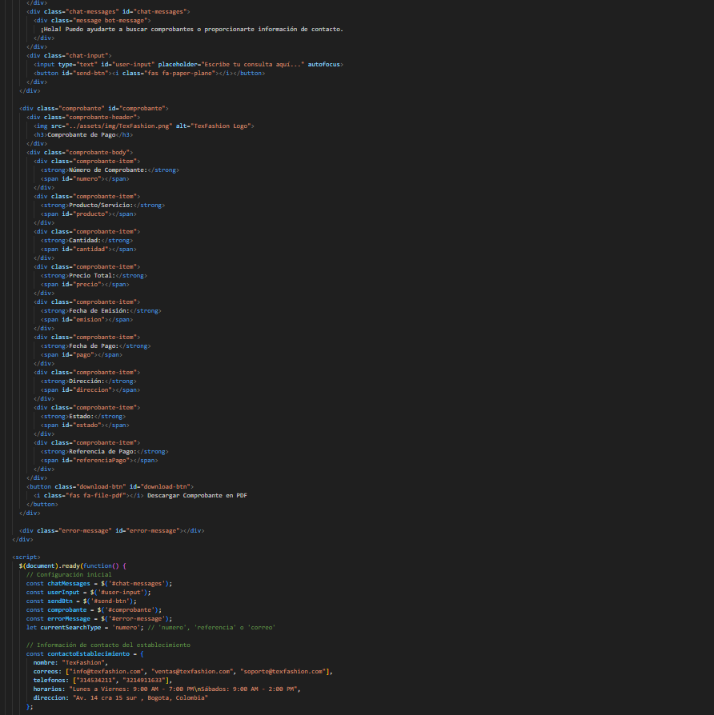 </div>
<div class="chat-messages" id="chat-messages">
<div class="message bot-message">
¡Hola! Puedo ayudarte a buscar comprobantes o proporcionarte información de contacto.
</div>
</div>
<div class="chat-input">
<input type="text" id="user-input" placeholder="Escribe tu consulta aquí..." autofocus>
<button id="send-btn"><i class="fas fa-paper-plane"></i></button>
</div>
</div>
<div class="comprobante" id="comprobante">
<div class="comprobante-header">
<img src="../assets/img/TexFashion.png" alt="TexFashion Logo">
<h3>Comprobante de Pago</h3>
</div>
<div class="comprobante-body">
<div class="comprobante-item">
<strong>Número de Comprobante:</strong>
<span id="numero"></span>
</div>
<div class="comprobante-item">
<strong>Producto/Servicio:</strong>
<span id="producto"></span>
</div>
<div class="comprobante-item">
<strong>Cantidad:</strong>
<span id="cantidad"></span>
</div>
<div class="comprobante-item">
<strong>Precio Total:</strong>
<span id="precio"></span>
</div>
<div class="comprobante-item">
<strong>Fecha de Emisión:</strong>
<span id="emision"></span>
</div>
<div class="comprobante-item">
<strong>Fecha de Pago:</strong>
<span id="pago"></span>
</div>
<div class="comprobante-item">
<strong>Dirección:</strong>
<span id="direccion"></span>
</div>
<div class="comprobante-item">
<strong>Estado:</strong>
<span id="estado"></span>
</div>
<div class="comprobante-item">
<strong>Referencia de Pago:</strong>
<span id="referenciaPago"></span>
</div>
</div>
<button class="download-btn" id="download-btn">
<i class="fas fa-file-pdf"></i> Descargar Comprobante en PDF
</button>
</div>
<div class="error-message" id="error-message"></div>
</div>
<script>
$(document).ready(function() {
// Configuración inicial
const chatMessages = $('#chat-messages');
const userInput = $('#user-input');
const sendBtn = $('#send-btn');
const comprobante = $('#comprobante');
const errorMessage = $('#error-message');
let currentSearchType = 'numero'; // 'numero', 'referencia' o 'correo'
// Información de contacto del establecimiento
const contactoEstablecimiento = {
nombre: "TexFashion",
correos: ["info@texfashion.com", "ventas@texfashion.com", "soporte@texfashion.com"],
telefonos: ["314534211", "3214911633"],
horarios: "Lunes a Viernes: 9:00 AM - 7:00 PM\nSábados: 9:00 AM - 2:00 PM",
direccion: "Av. 14 cra 15 sur , Bogota, Colombia"
};